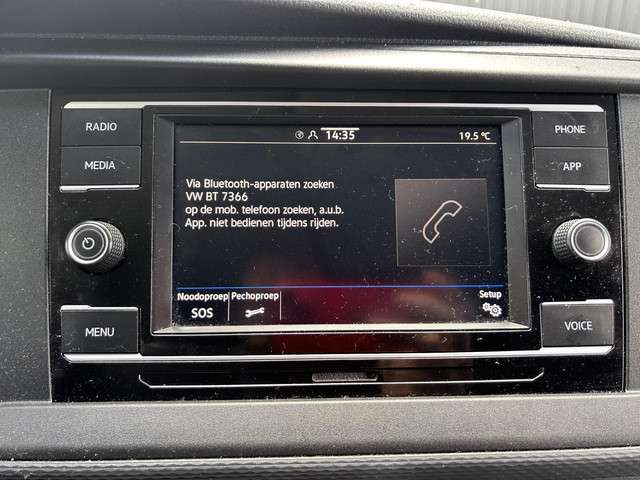 RADIO
MEDIA
MENU
14:35
19.5 °C
Via Bluetooth-apparaten zoeken
VW BT 7366
op de mob. telefoon zoeken, a.u.b.
App. niet bedienen tijdens rijden.
Noodoproep Pechoproep Setup
SOS
PHONE
APP
VOICE